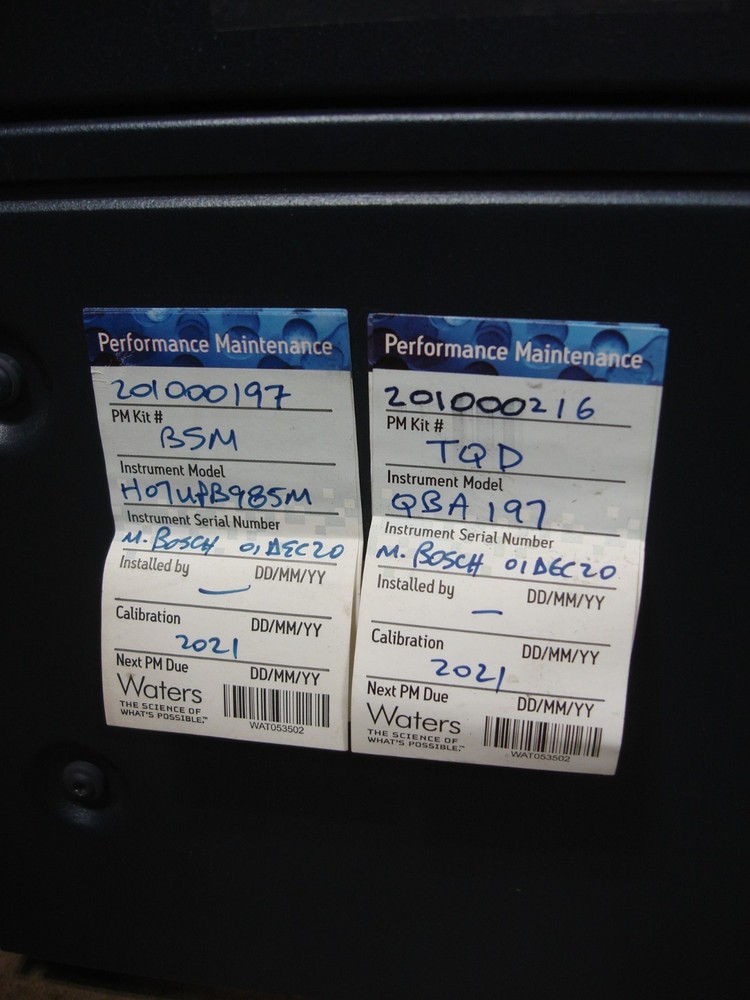 Performance Maintenance
201000197
PM Kit #
BSM
Instrument Model
H07UPB985M
Instrument Serial Number
M. BOSCH 01DEC20
Installed by DD/MM/YY
—
Calibration DD/MM/YY
2021
Next PM Due DD/MM/YY
Waters
THE SCIENCE OF
WHAT'S POSSIBLE.™
WAT053502
Performance Maintenance
201000216
PM Kit #
TQD
Instrument Model
QBA197
Instrument Serial Number
M. BOSCH 01DEC20
Installed by DD/MM/YY
—
Calibration DD/MM/YY
2021
Next PM Due DD/MM/YY
Waters
THE SCIENCE OF
WHAT'S POSSIBLE.™
WAT053502